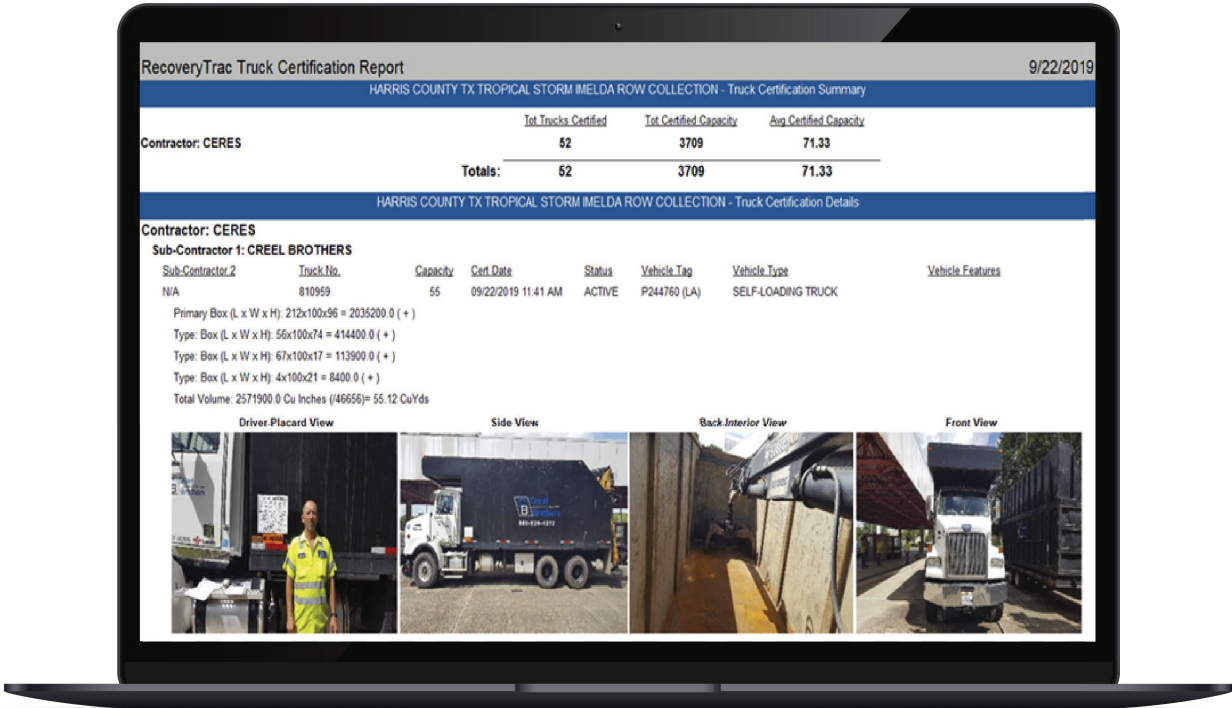 RecoveryTrac Truck Certification Report 9/22/2019
HARRIS COUNTY TX TROPICAL STORM IMELDA ROW COLLECTION - Truck Certification Summary
Tot Trucks Certified Tot Certified Capacity Avg Certified Capacity
Contractor: CERES 52 3709 71.33
Totals: 52 3709 71.33
HARRIS COUNTY TX TROPICAL STORM IMELDA ROW COLLECTION - Truck Certification Details
Contractor: CERES
Sub-Contractor 1: CREEL BROTHERS
Sub-Contractor 2 Truck No. Capacity Cert Date Status Vehicle Tag Vehicle Type Vehicle Features
N/A 810959 55 09/22/2019 11:41 AM ACTIVE P244760 (LA) SELF-LOADING TRUCK
Primary Box (L x W x H): 212x100x96 = 2035200.0 ( + )
Type: Box (L x W x H): 56x100x74 = 414400.0 ( + )
Type: Box (L x W x H): 67x100x17 = 113900.0 ( + )
Type: Box (L x W x H): 4x100x21 = 8400.0 ( + )
Total Volume: 2571900.0 Cu Inches (/46656)= 55.12 CuYds
Driver-Placard View Side View Back-Interior View Front View
B Brothers
Creel
B Brothers